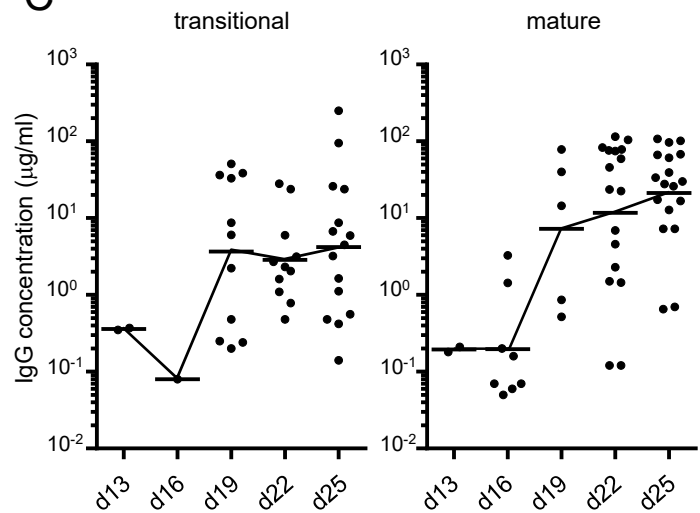 transitional
mature
IgG concentration (μg/ml)
10³
10²
10¹
10⁰
10⁻¹
10⁻²
d13
d16
d19
d22
d25
10³
10²
10¹
10⁰
10⁻¹
10⁻²
d13
d16
d19
d22
d25